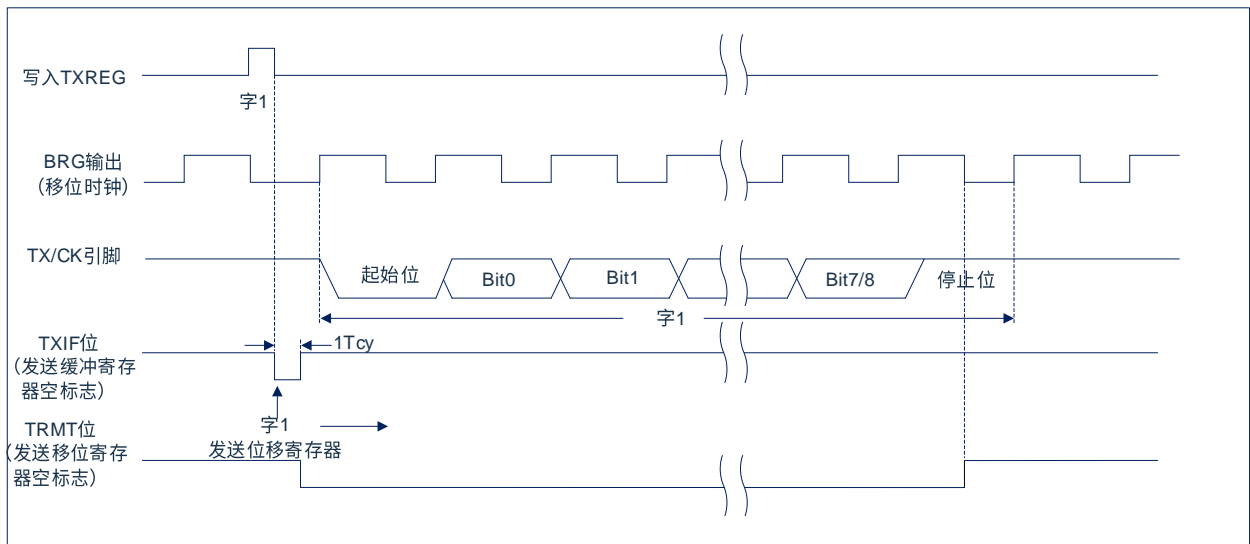 写入TXREG
字1
BRG输出
（移位时钟）
TX/CK引脚
起始位
Bit0
Bit1
Bit7/8
停止位
字1
TXIF位
（发送缓冲寄存
器空标志）
1Tcy
字1
发送位移寄存器
TRMT位
（发送移位寄存
器空标志）